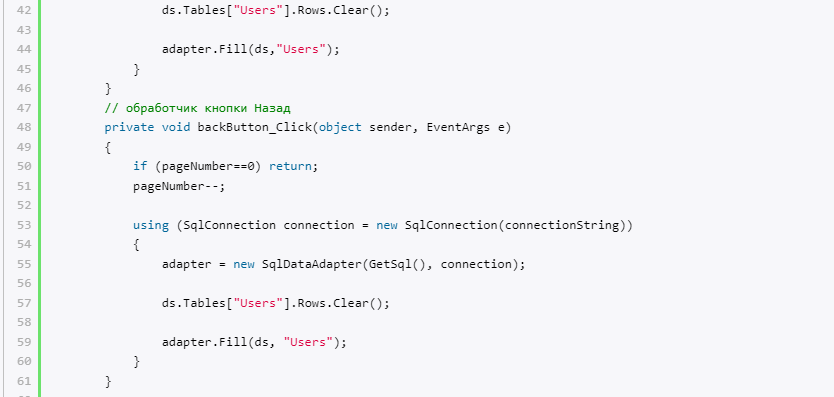 42 ds.Tables["Users"].Rows.Clear();
43
44 adapter.Fill(ds,"Users");
45 }
46 }
47 // обработчик кнопки Назад
48 private void backButton_Click(object sender, EventArgs e)
49 {
50 if (pageNumber==0) return;
51 pageNumber--;
52
53 using (SqlConnection connection = new SqlConnection(connectionString))
54 {
55 adapter = new SqlDataAdapter(GetSql(), connection);
56
57 ds.Tables["Users"].Rows.Clear();
58
59 adapter.Fill(ds, "Users");
60 }
61 }